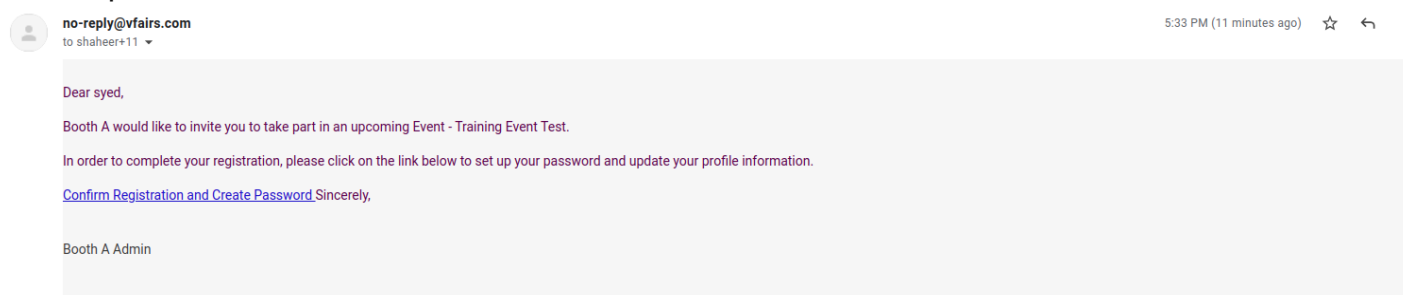 no-reply@vfairs.com
5:33 PM (11 minutes ago)
to shaheer+11
Dear syed,
Booth A would like to invite you to take part in an upcoming Event - Training Event Test.
In order to complete your registration, please click on the link below to set up your password and update your profile information.
Confirm Registration and Create Password Sincerely,
Booth A Admin